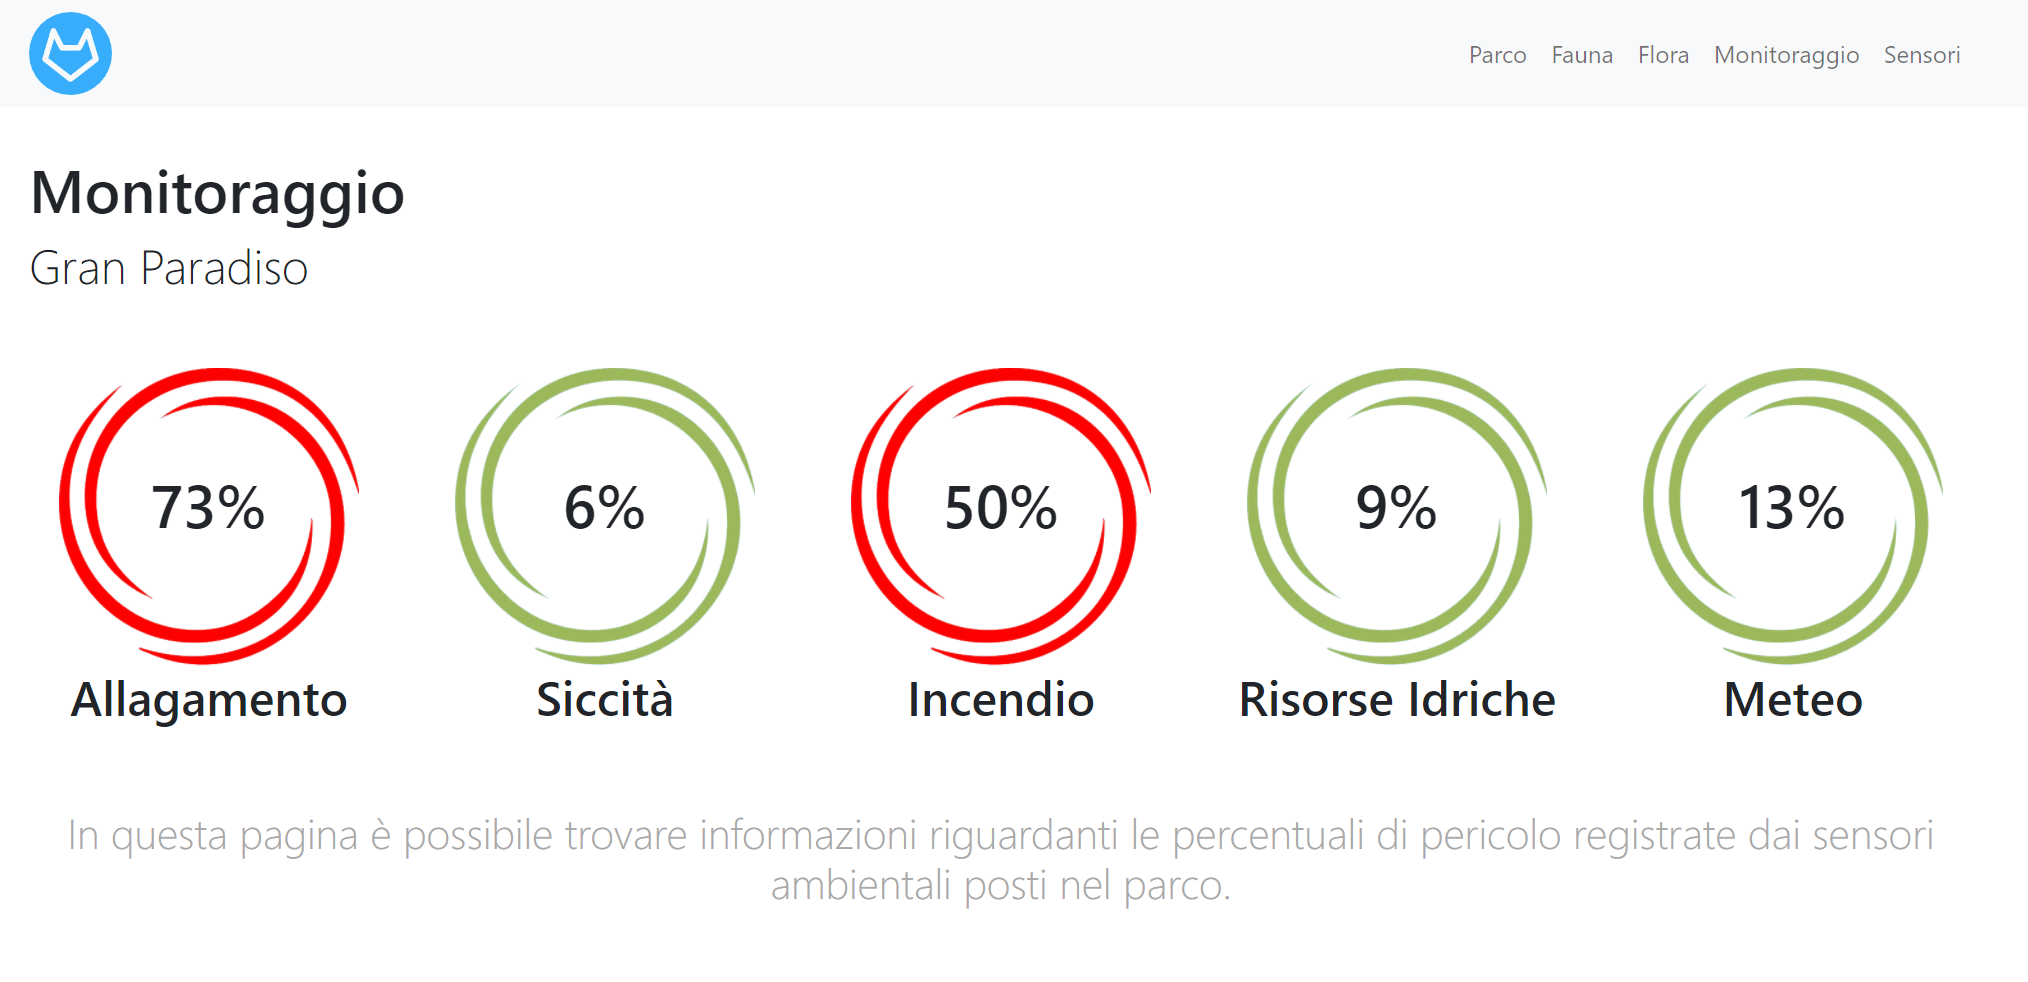 Parco Fauna Flora Monitoraggio Sensori
Monitoraggio
Gran Paradiso
73% 6% 50% 9% 13%
Allagamento Siccità Incendio Risorse Idriche Meteo
In questa pagina è possibile trovare informazioni riguardanti le percentuali di pericolo registrate dai sensori
ambientali posti nel parco.